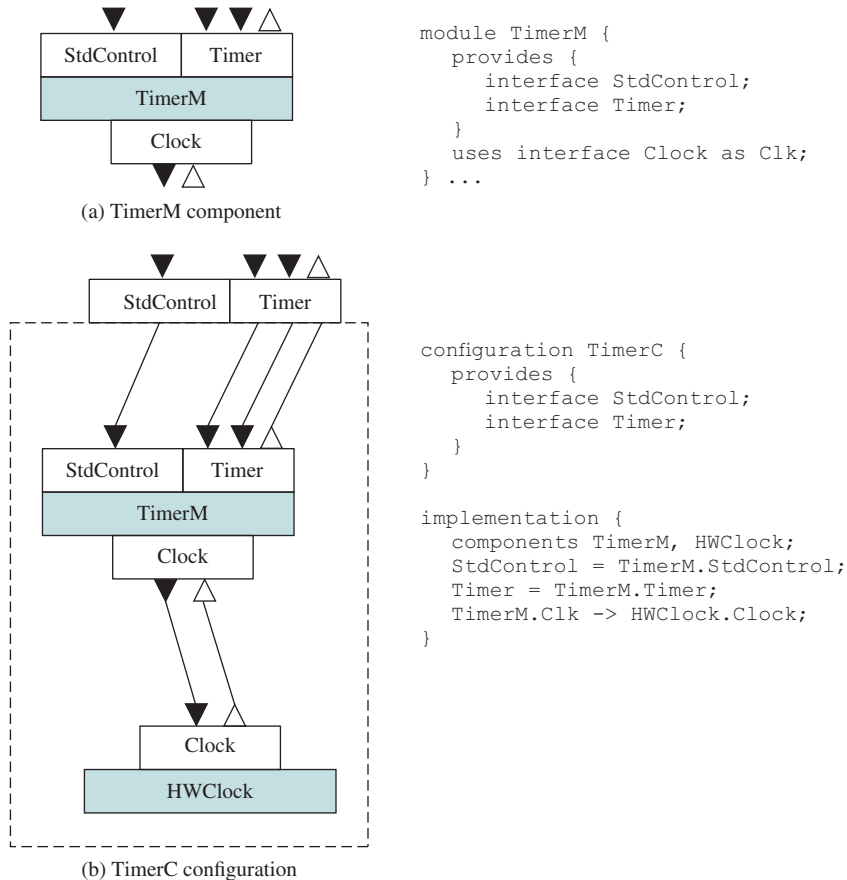 StdControl Timer
TimerM
Clock
(a) TimerM component
module TimerM {
provides {
interface StdControl;
interface Timer;
}
uses interface Clock as Clk;
} ...
StdControl Timer
StdControl Timer
TimerM
Clock
Clock
HWClock
(b) TimerC configuration
configuration TimerC {
provides {
interface StdControl;
interface Timer;
}
}
implementation {
components TimerM, HWClock;
StdControl = TimerM.StdControl;
Timer = TimerM.Timer;
TimerM.Clk -> HWClock.Clock;
}